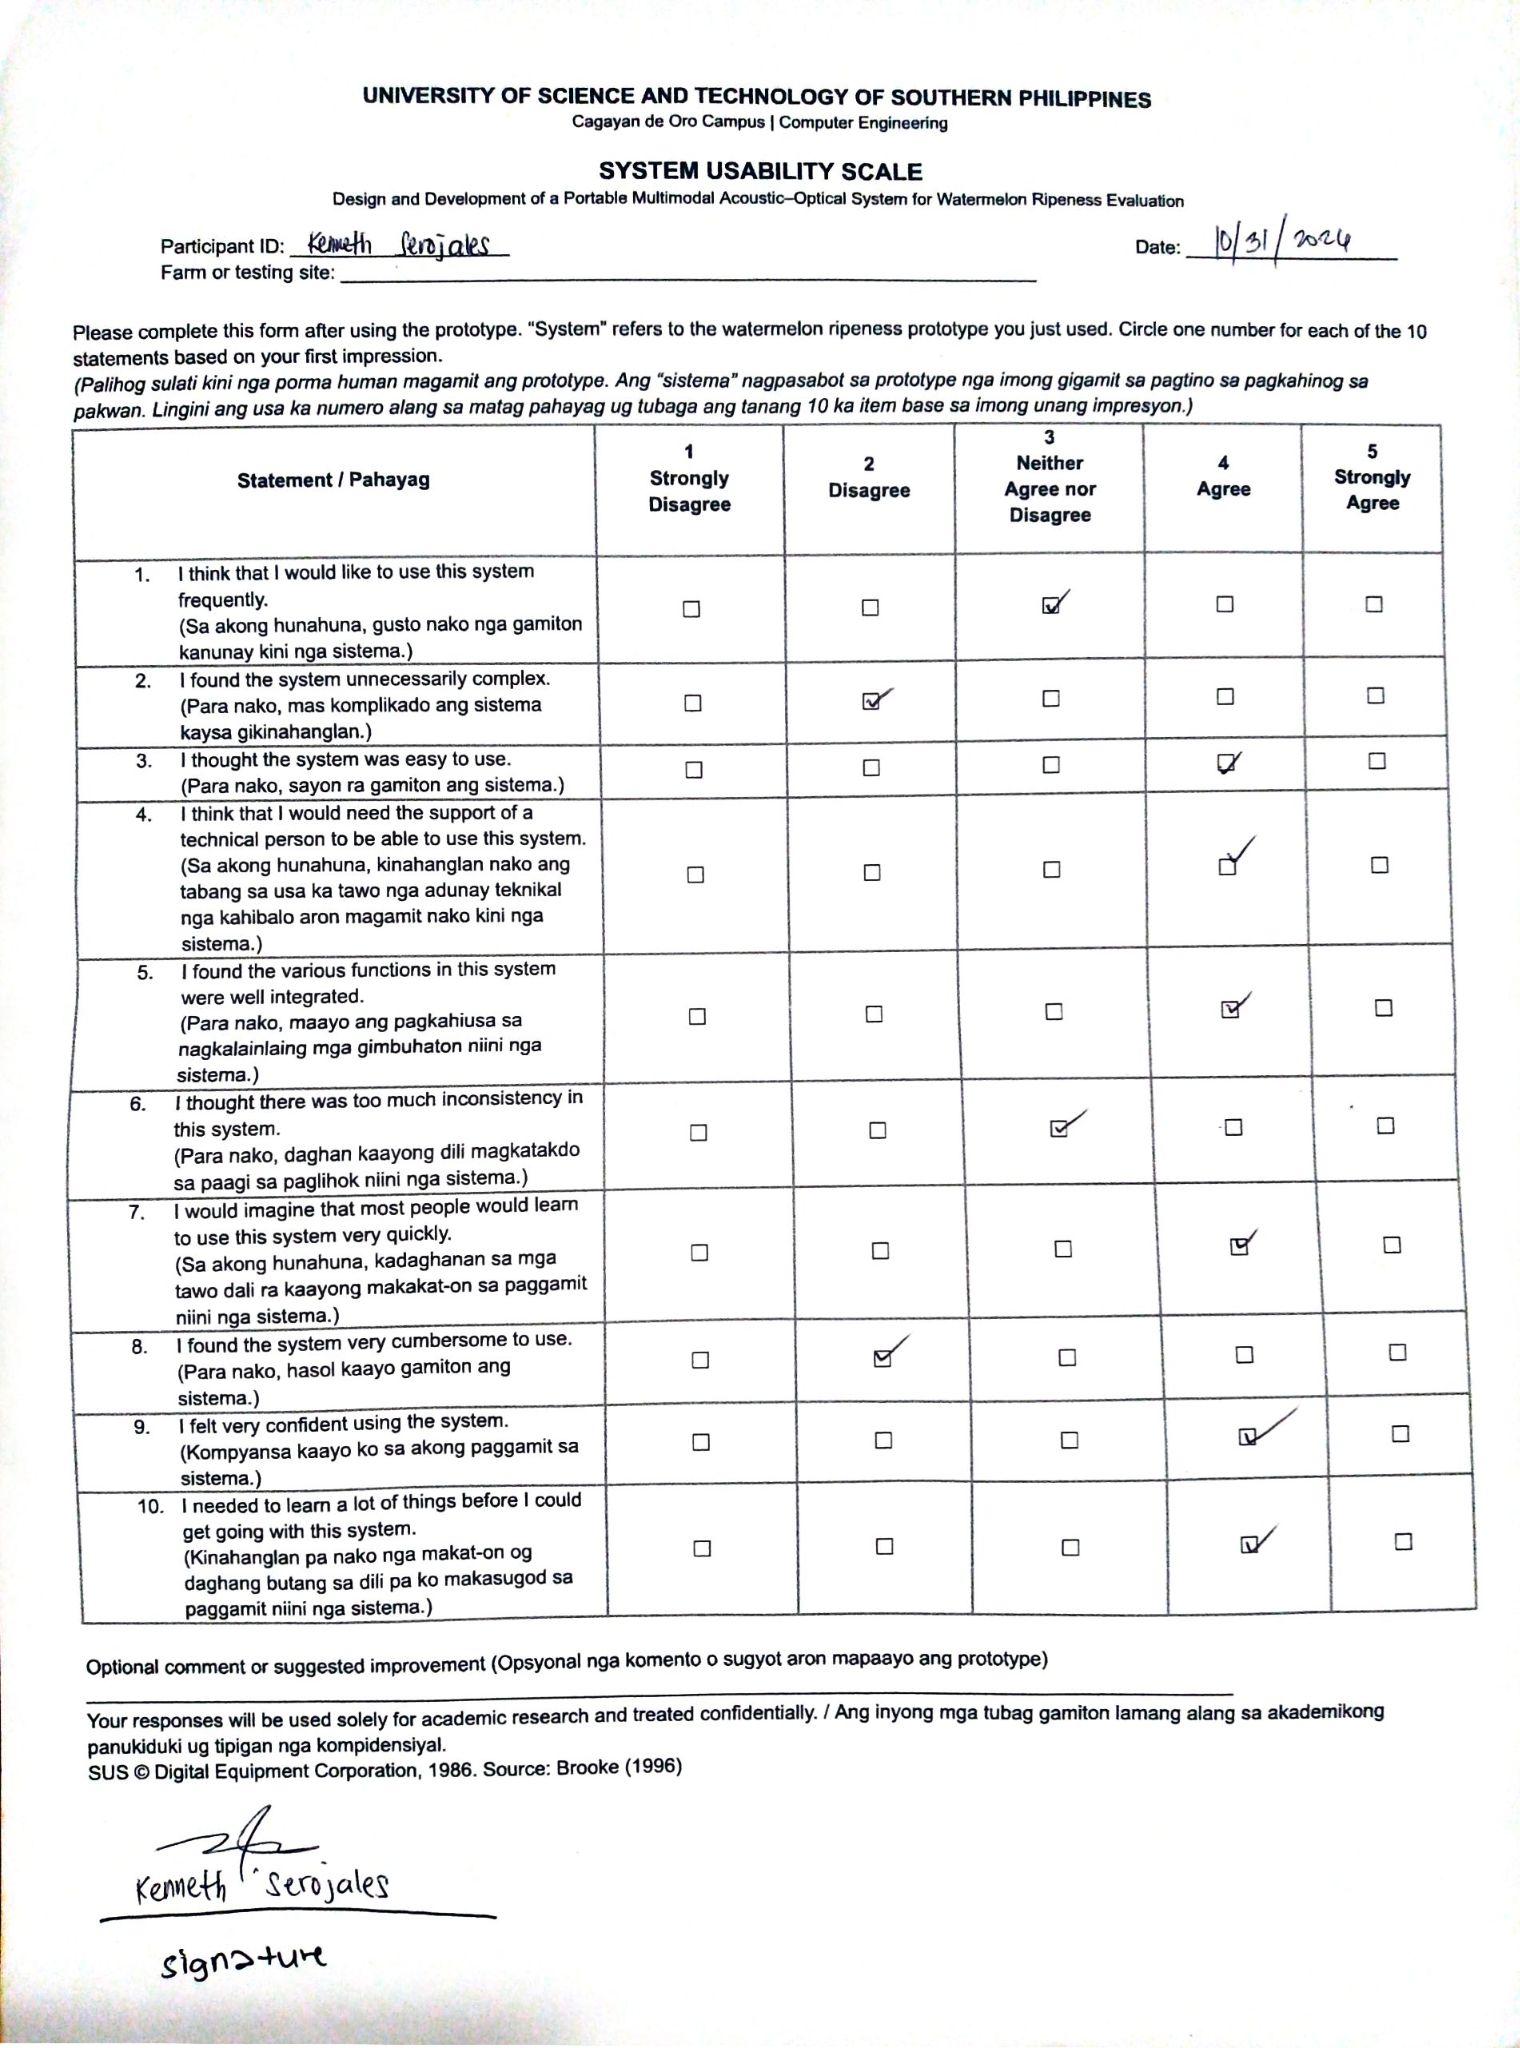 UNIVERSITY OF SCIENCE AND TECHNOLOGY OF SOUTHERN PHILIPPINES
Cagayan de Oro Campus | Computer Engineering
SYSTEM USABILITY SCALE
Design and Development of a Portable Multimodal Acoustic–Optical System for Watermelon Ripeness Evaluation
Participant ID: Kenneth Serojales Date: 10/31/2024
Farm or testing site:
Please complete this form after using the prototype. “System” refers to the watermelon ripeness prototype you just used. Circle one number for each of the 10
statements based on your first impression.
(Palihog sulati kini nga porma human magamit ang prototype. Ang “sistema” nagpasabot sa prototype nga imong gigamit sa pagtino sa pagkahinog sa
pakwan. Lingini ang usa ka numero alang sa matag pahayag ug tubaga ang tanang 10 ka item base sa imong unang impresyon.)
Statement / Pahayag
1
Strongly
Disagree
2
Disagree
3
Neither
Agree nor
Disagree
4
Agree
5
Strongly
Agree
1. I think that I would like to use this system
frequently.
(Sa akong hunahuna, gusto nako nga gamiton
kanunay kini nga sistema.)
2. I found the system unnecessarily complex.
(Para nako, mas komplikado ang sistema
kaysa gikinahanglan.)
3. I thought the system was easy to use.
(Para nako, sayon ra gamiton ang sistema.)
4. I think that I would need the support of a
technical person to be able to use this system.
(Sa akong hunahuna, kinahanglan nako ang
tabang sa usa ka tawo nga adunay teknikal
nga kahibalo aron magamit nako kini nga
sistema.)
5. I found the various functions in this system
were well integrated.
(Para nako, maayo ang pagkahiusa sa
nagkalainlaing mga gimbuhaton niini nga
sistema.)
6. I thought there was too much inconsistency in
this system.
(Para nako, daghan kaayong dili magkatakdo
sa paagi sa paglihok niini nga sistema.)
7. I would imagine that most people would learn
to use this system very quickly.
(Sa akong hunahuna, kadaghanan sa mga
tawo dali ra kaayong makakat-on sa paggamit
niini nga sistema.)
8. I found the system very cumbersome to use.
(Para nako, hasol kaayo gamiton ang
sistema.)
9. I felt very confident using the system.
(Kompyansa kaayo ko sa akong paggamit sa
sistema.)
10. I needed to learn a lot of things before I could
get going with this system.
(Kinahanglan pa nako nga makat-on og
daghang butang sa dili pa ko makasugod sa
paggamit niini nga sistema.)
Optional comment or suggested improvement (Opsyonal nga komento o sugyot aron mapaayo ang prototype)
Your responses will be used solely for academic research and treated confidentially. / Ang inyong mga tubag gamiton lamang alang sa akademikong
panukiduki ug tipigan nga kompidensiyal.
SUS © Digital Equipment Corporation, 1986. Source: Brooke (1996)
Kenneth Serojales
signature